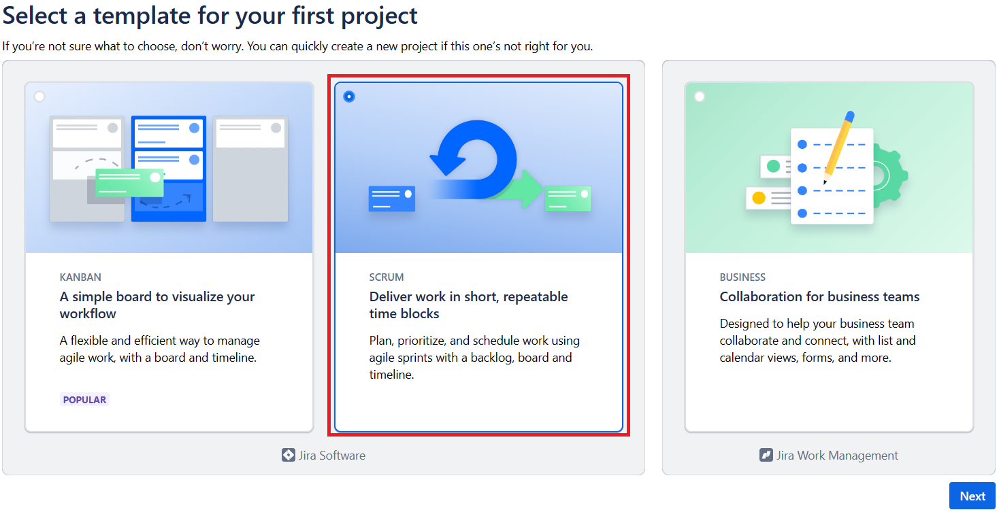 Select a template for your first project
If you’re not sure what to choose, don’t worry. You can quickly create a new project if this one’s not right for you.
KANBAN
A simple board to visualize your
workflow
A flexible and efficient way to manage
agile work, with a board and timeline.
POPULAR
SCRUM
Deliver work in short, repeatable
time blocks
Plan, prioritize, and schedule work using
agile sprints with a backlog, board and
timeline.
Jira Software
BUSINESS
Collaboration for business teams
Designed to help your business team
collaborate and connect, with list and
calendar views, forms, and more.
Jira Work Management
Next